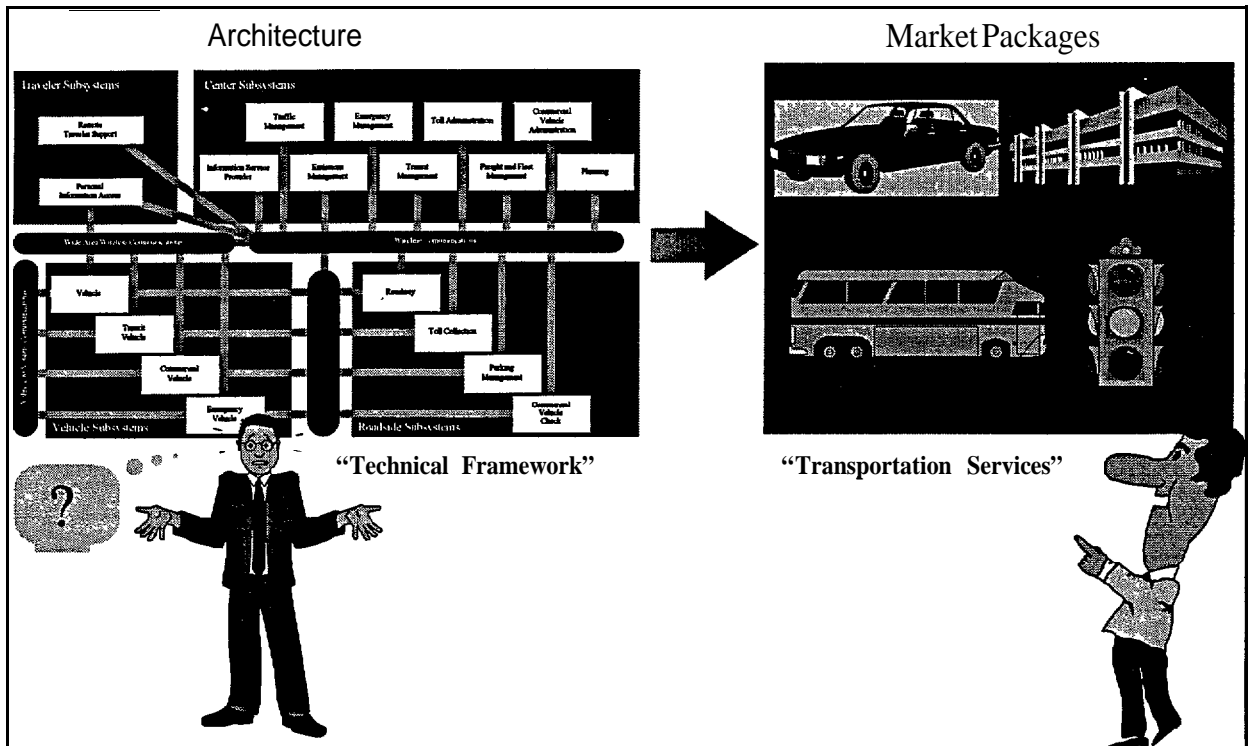 Architecture
Market Packages
Traveler Subsystems
Center Subsystems
Remote
Traveler Support
Traffic
Management
Emergency
Management
Toll Administration
Commercial
Vehicle
Administration
Personal
Information Access
Information Service
Provider
Emissions
Management
Transit
Management
Freight and Fleet
Management
Planning
Wide Area Wireless Communications
Vehicle
Roadway
Transit
Vehicle
Toll Collection
Commercial
Vehicle
Parking
Management
Emergency
Vehicle
Commercial
Vehicle
Check
Vehicle Subsystems
Roadside Subsystems
“Technical Framework”
“Transportation Services”
?